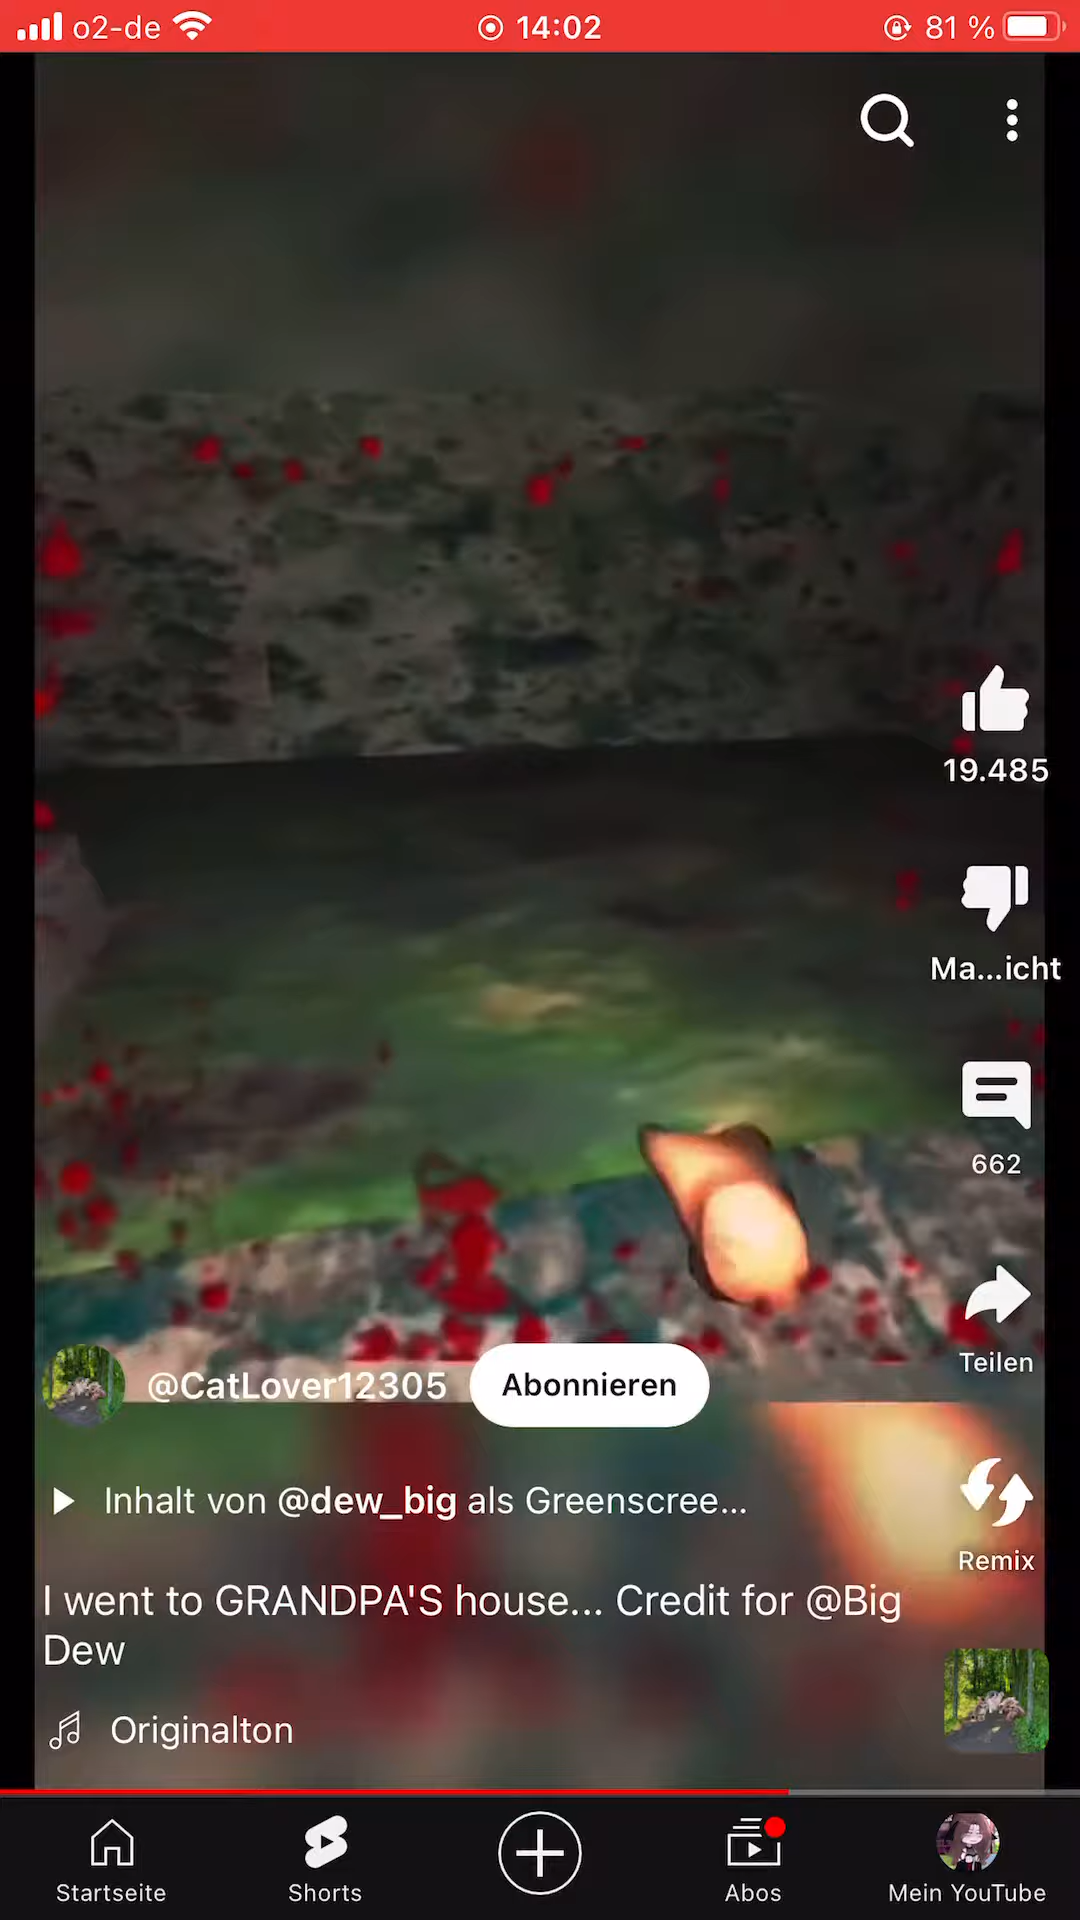 o2-de 14:02 81 %
19.485
Ma...icht
662
Teilen
@CatLover12305 Abonnieren
Inhalt von @dew_big als Greenscree...
Remix
I went to GRANDPA'S house... Credit for @Big
Dew
Originalton
Startseite Shorts Abos Mein YouTube